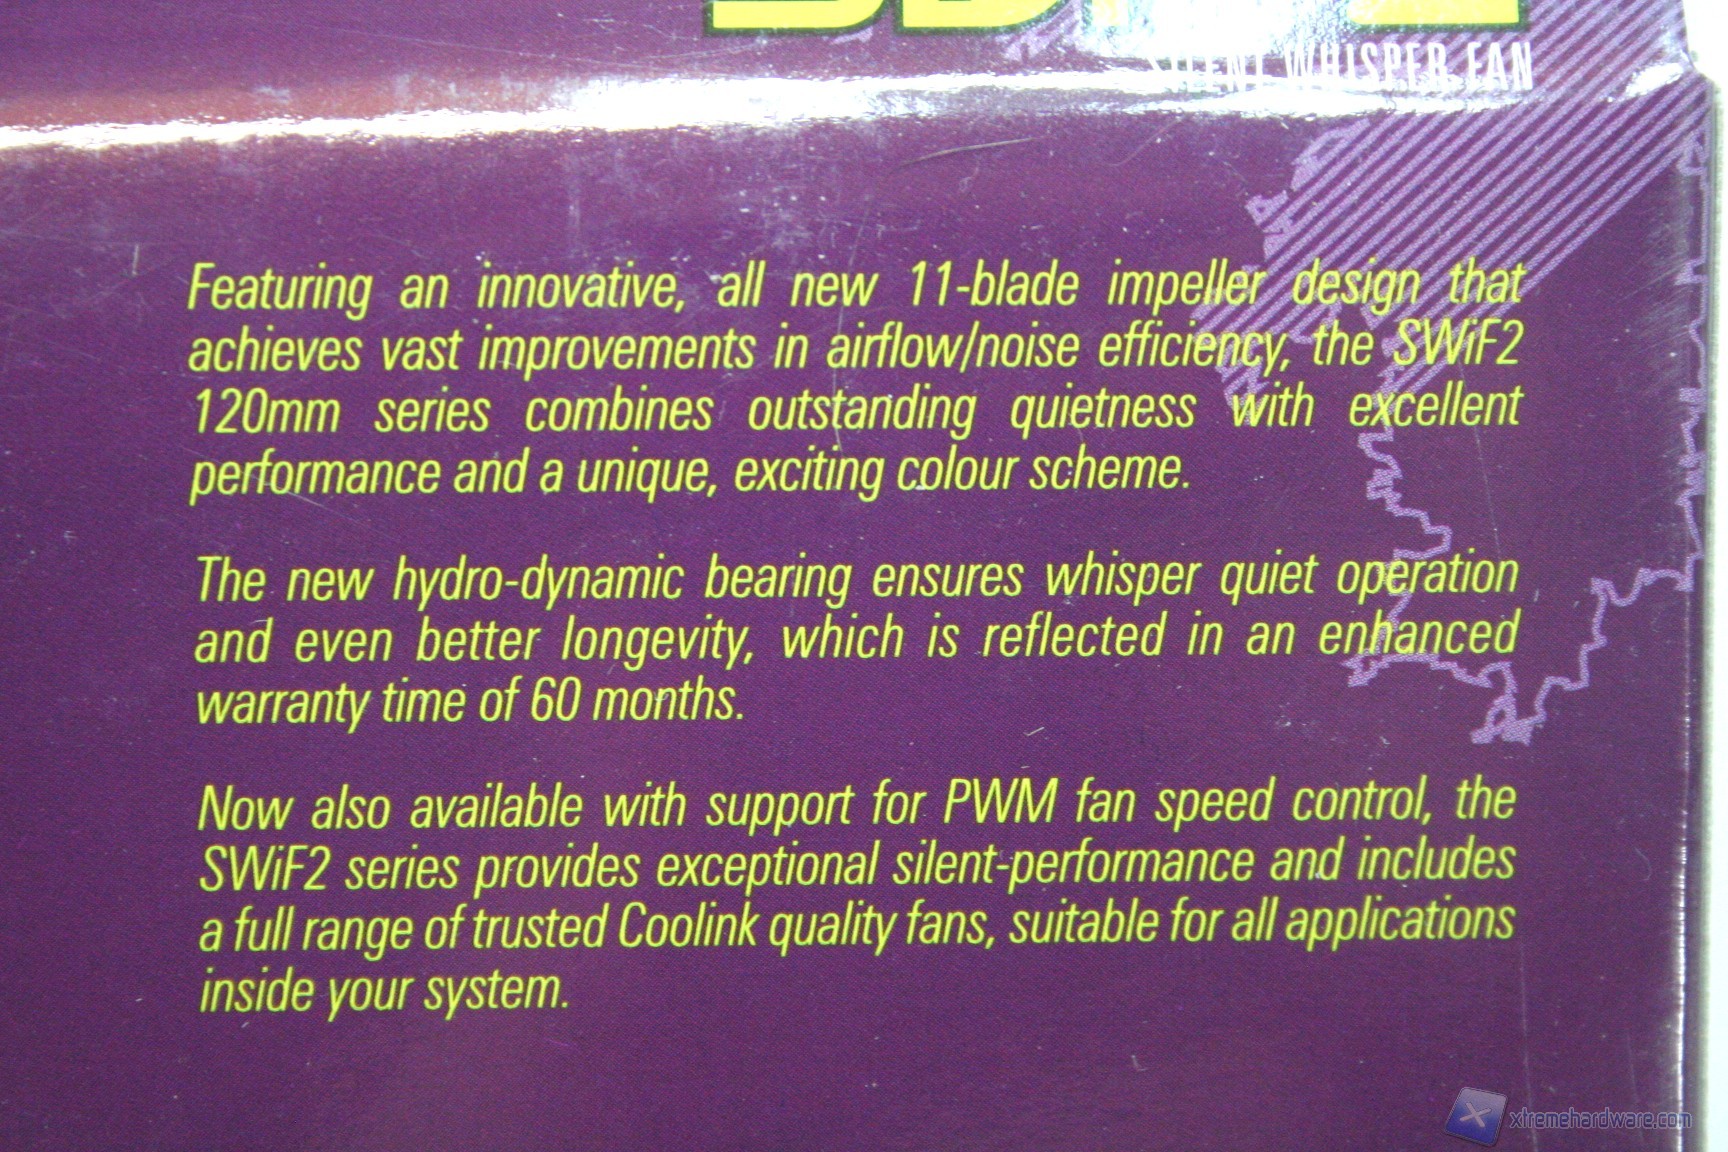 SILENT WHISPER FAN
Featuring an innovative, all new 11-blade impeller design that
achieves vast improvements in airflow/noise efficiency, the SWiF2
120mm series combines outstanding quietness with excellent
performance and a unique, exciting colour scheme.
The new hydro-dynamic bearing ensures whisper quiet operation
and even better longevity, which is reflected in an enhanced
warranty time of 60 months.
Now also available with support for PWM fan speed control, the
SWiF2 series provides exceptional silent-performance and includes
a full range of trusted Coolink quality fans, suitable for all applications
inside your system.
xtremehardware.com